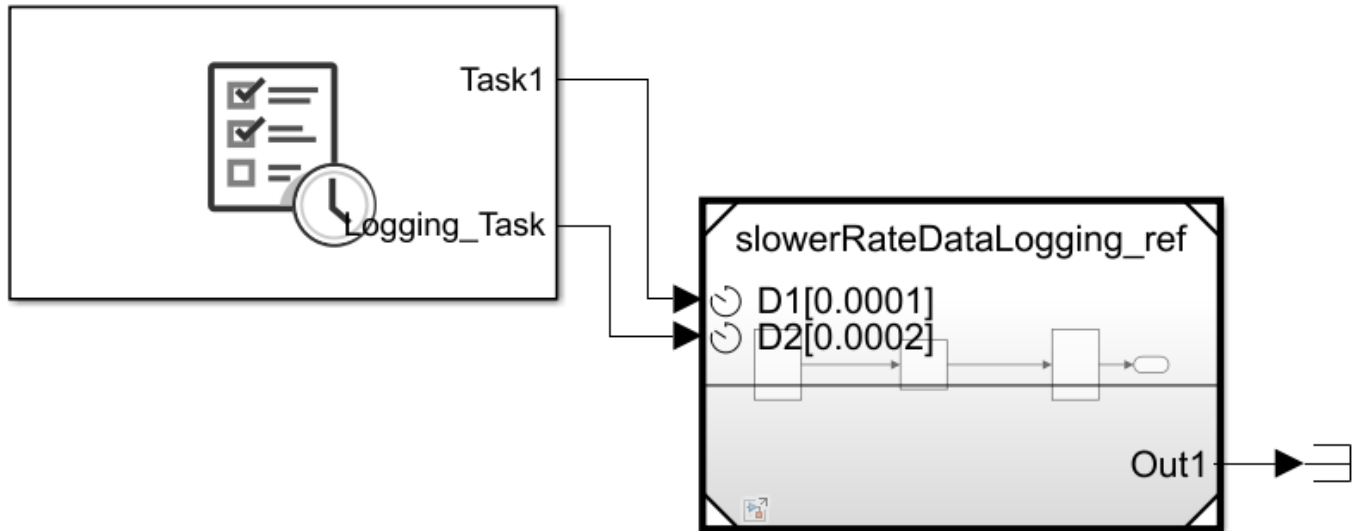 Task1
Logging_Task
slowerRateDataLogging_ref
D1[0.0001]
D2[0.0002]
Out1